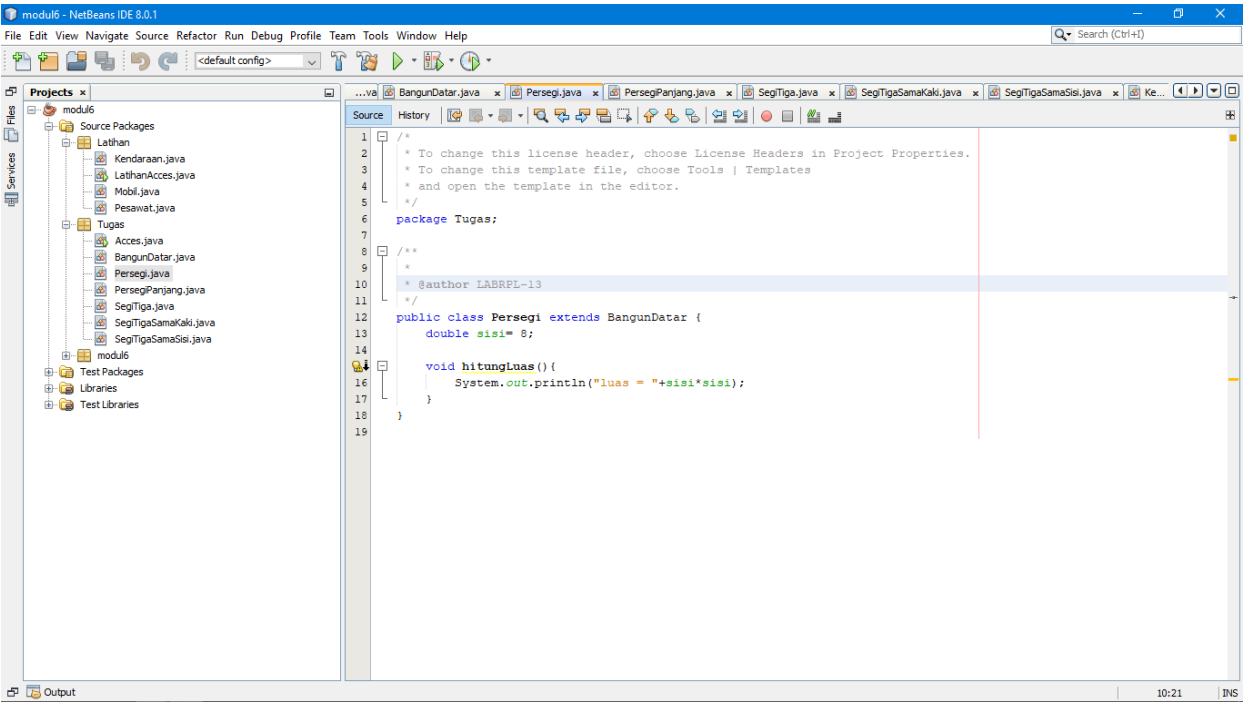 modul6 - NetBeans IDE 8.0.1
File Edit View Navigate Source Refactor Run Debug Profile Team Tools Window Help
Search (Ctrl+I)
<default config>
Files
Services
Projects
modul6
Source Packages
Latihan
Kendaraan.java
LatihanAcces.java
Mobil.java
Pesawat.java
Tugas
Acces.java
BangunDatar.java
Persegi.java
PersegiPanjang.java
SegiTiga.java
SegiTigaSamaKaki.java
SegiTigaSamaSisi.java
modul6
Test Packages
Libraries
Test Libraries
...va BangunDatar.java Persegi.java PersegiPanjang.java SegiTiga.java SegiTigaSamaKaki.java SegiTigaSamaSisi.java Ke...
Source History
1 /*
2 * To change this license header, choose License Headers in Project Properties.
3 * To change this template file, choose Tools | Templates
4 * and open the template in the editor.
5 */
6 package Tugas;
7
8 /**
9 *
10 * @author LABRPL-13
11 */
12 public class Persegi extends BangunDatar {
13 double sisi= 8;
14
void hitungLuas(){
16 System.out.println("luas = "+sisi*sisi);
17 }
18 }
19
Output
10:21 INS